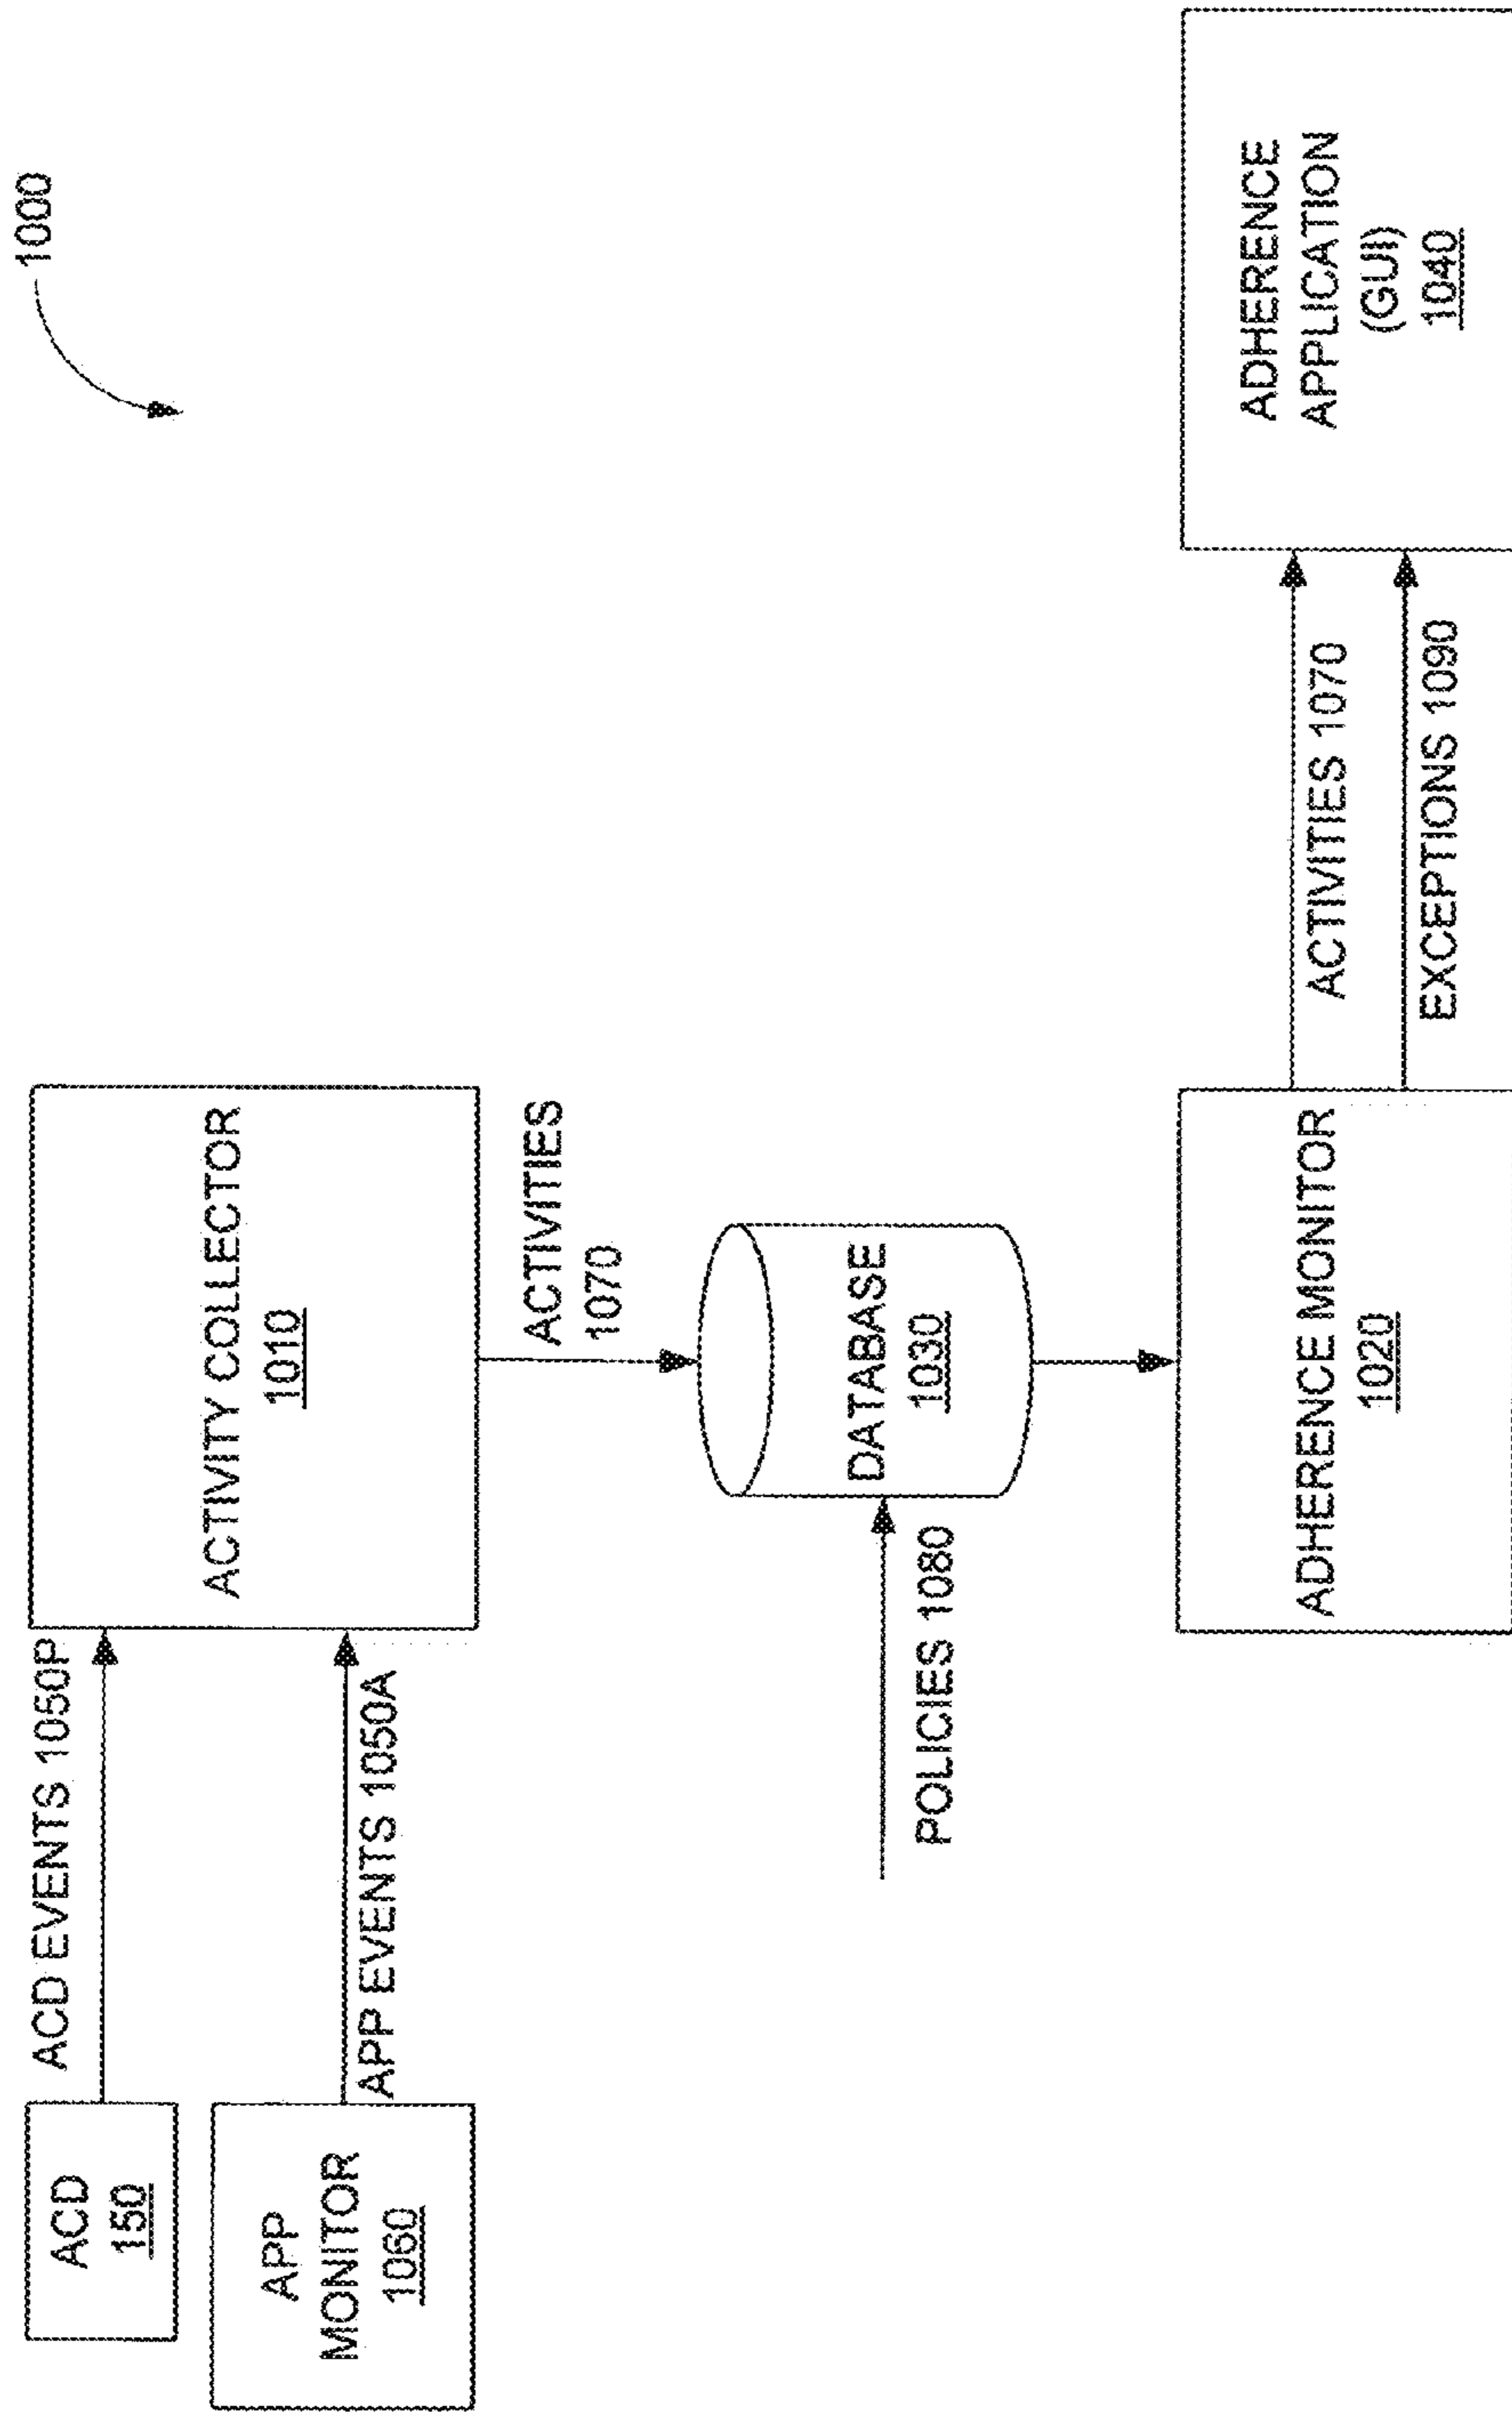 1000
ACD
150
ACD EVENTS 1050P
APP
MONITOR
1060
APP EVENTS 1050A
ACTIVITY COLLECTOR
1010
ACTIVITIES
1070
POLICIES 1080
DATABASE
1030
ADHERENCE MONITOR
1020
ACTIVITIES 1070
EXCEPTIONS 1090
ADHERENCE
APPLICATION
(GUI)
1040